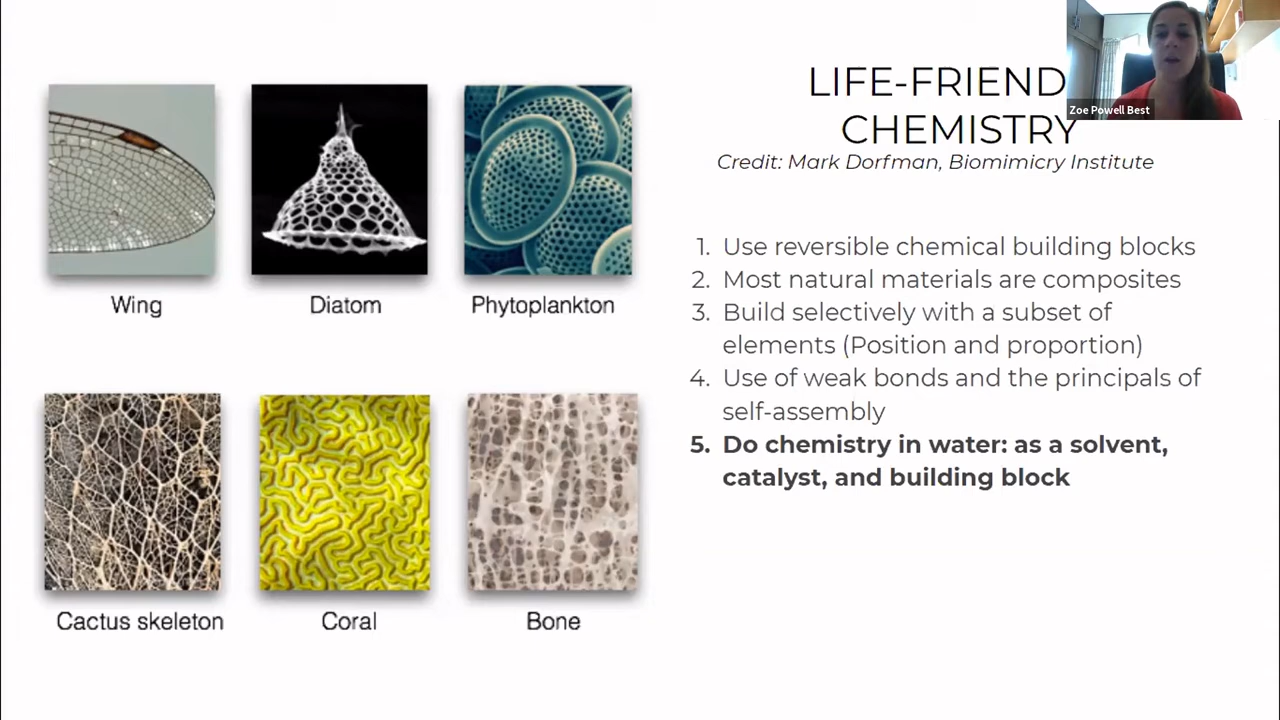 Zoe Powell Best
LIFE-FRIEND
CHEMISTRY
Credit: Mark Dorfman, Biomimicry Institute
Wing
Diatom
Phytoplankton
1. Use reversible chemical building blocks
2. Most natural materials are composites
3. Build selectively with a subset of
elements (Position and proportion)
4. Use of weak bonds and the principals of
self-assembly
5. Do chemistry in water: as a solvent,
catalyst, and building block
Cactus skeleton
Coral
Bone